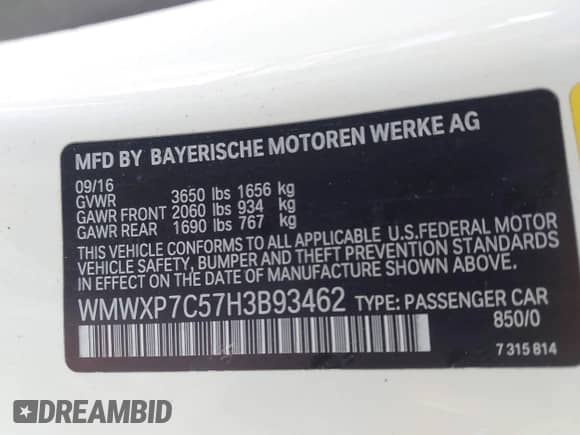 MFD BY BAYERISCHE MOTOREN WERKE AG
09/16
GVWR 3650 lbs 1656 kg
GAWR FRONT 2060 lbs 934 kg
GAWR REAR 1690 lbs 767 kg
THIS VEHICLE CONFORMS TO ALL APPLICABLE U.S.FEDERAL MOTOR
VEHICLE SAFETY, BUMPER AND THEFT PREVENTION STANDARDS
IN EFFECT ON THE DATE OF MANUFACTURE SHOWN ABOVE.
WMWXP7C57H3B93462 TYPE: PASSENGER CAR
850/0
7 315 814
DREAMBID